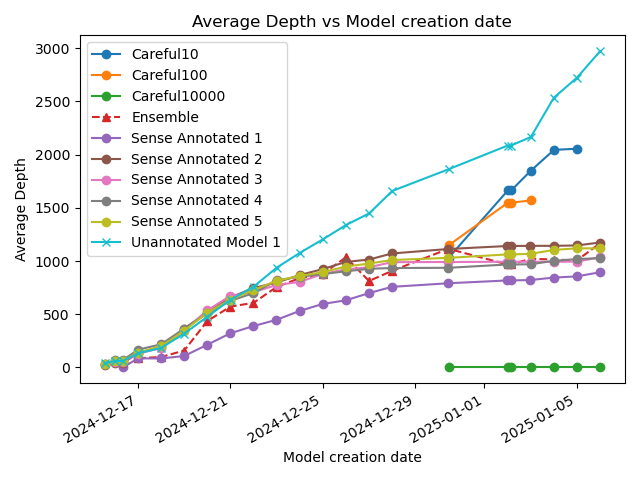 Average Depth vs Model creation date
3000
2500
2000
1500
1000
500
0
Average Depth
Careful10
Careful100
Careful10000
Ensemble
Sense Annotated 1
Sense Annotated 2
Sense Annotated 3
Sense Annotated 4
Sense Annotated 5
Unannotated Model 1
2024-12-17
2024-12-21
2024-12-25
2024-12-29
2025-01-01
2025-01-05
Model creation date